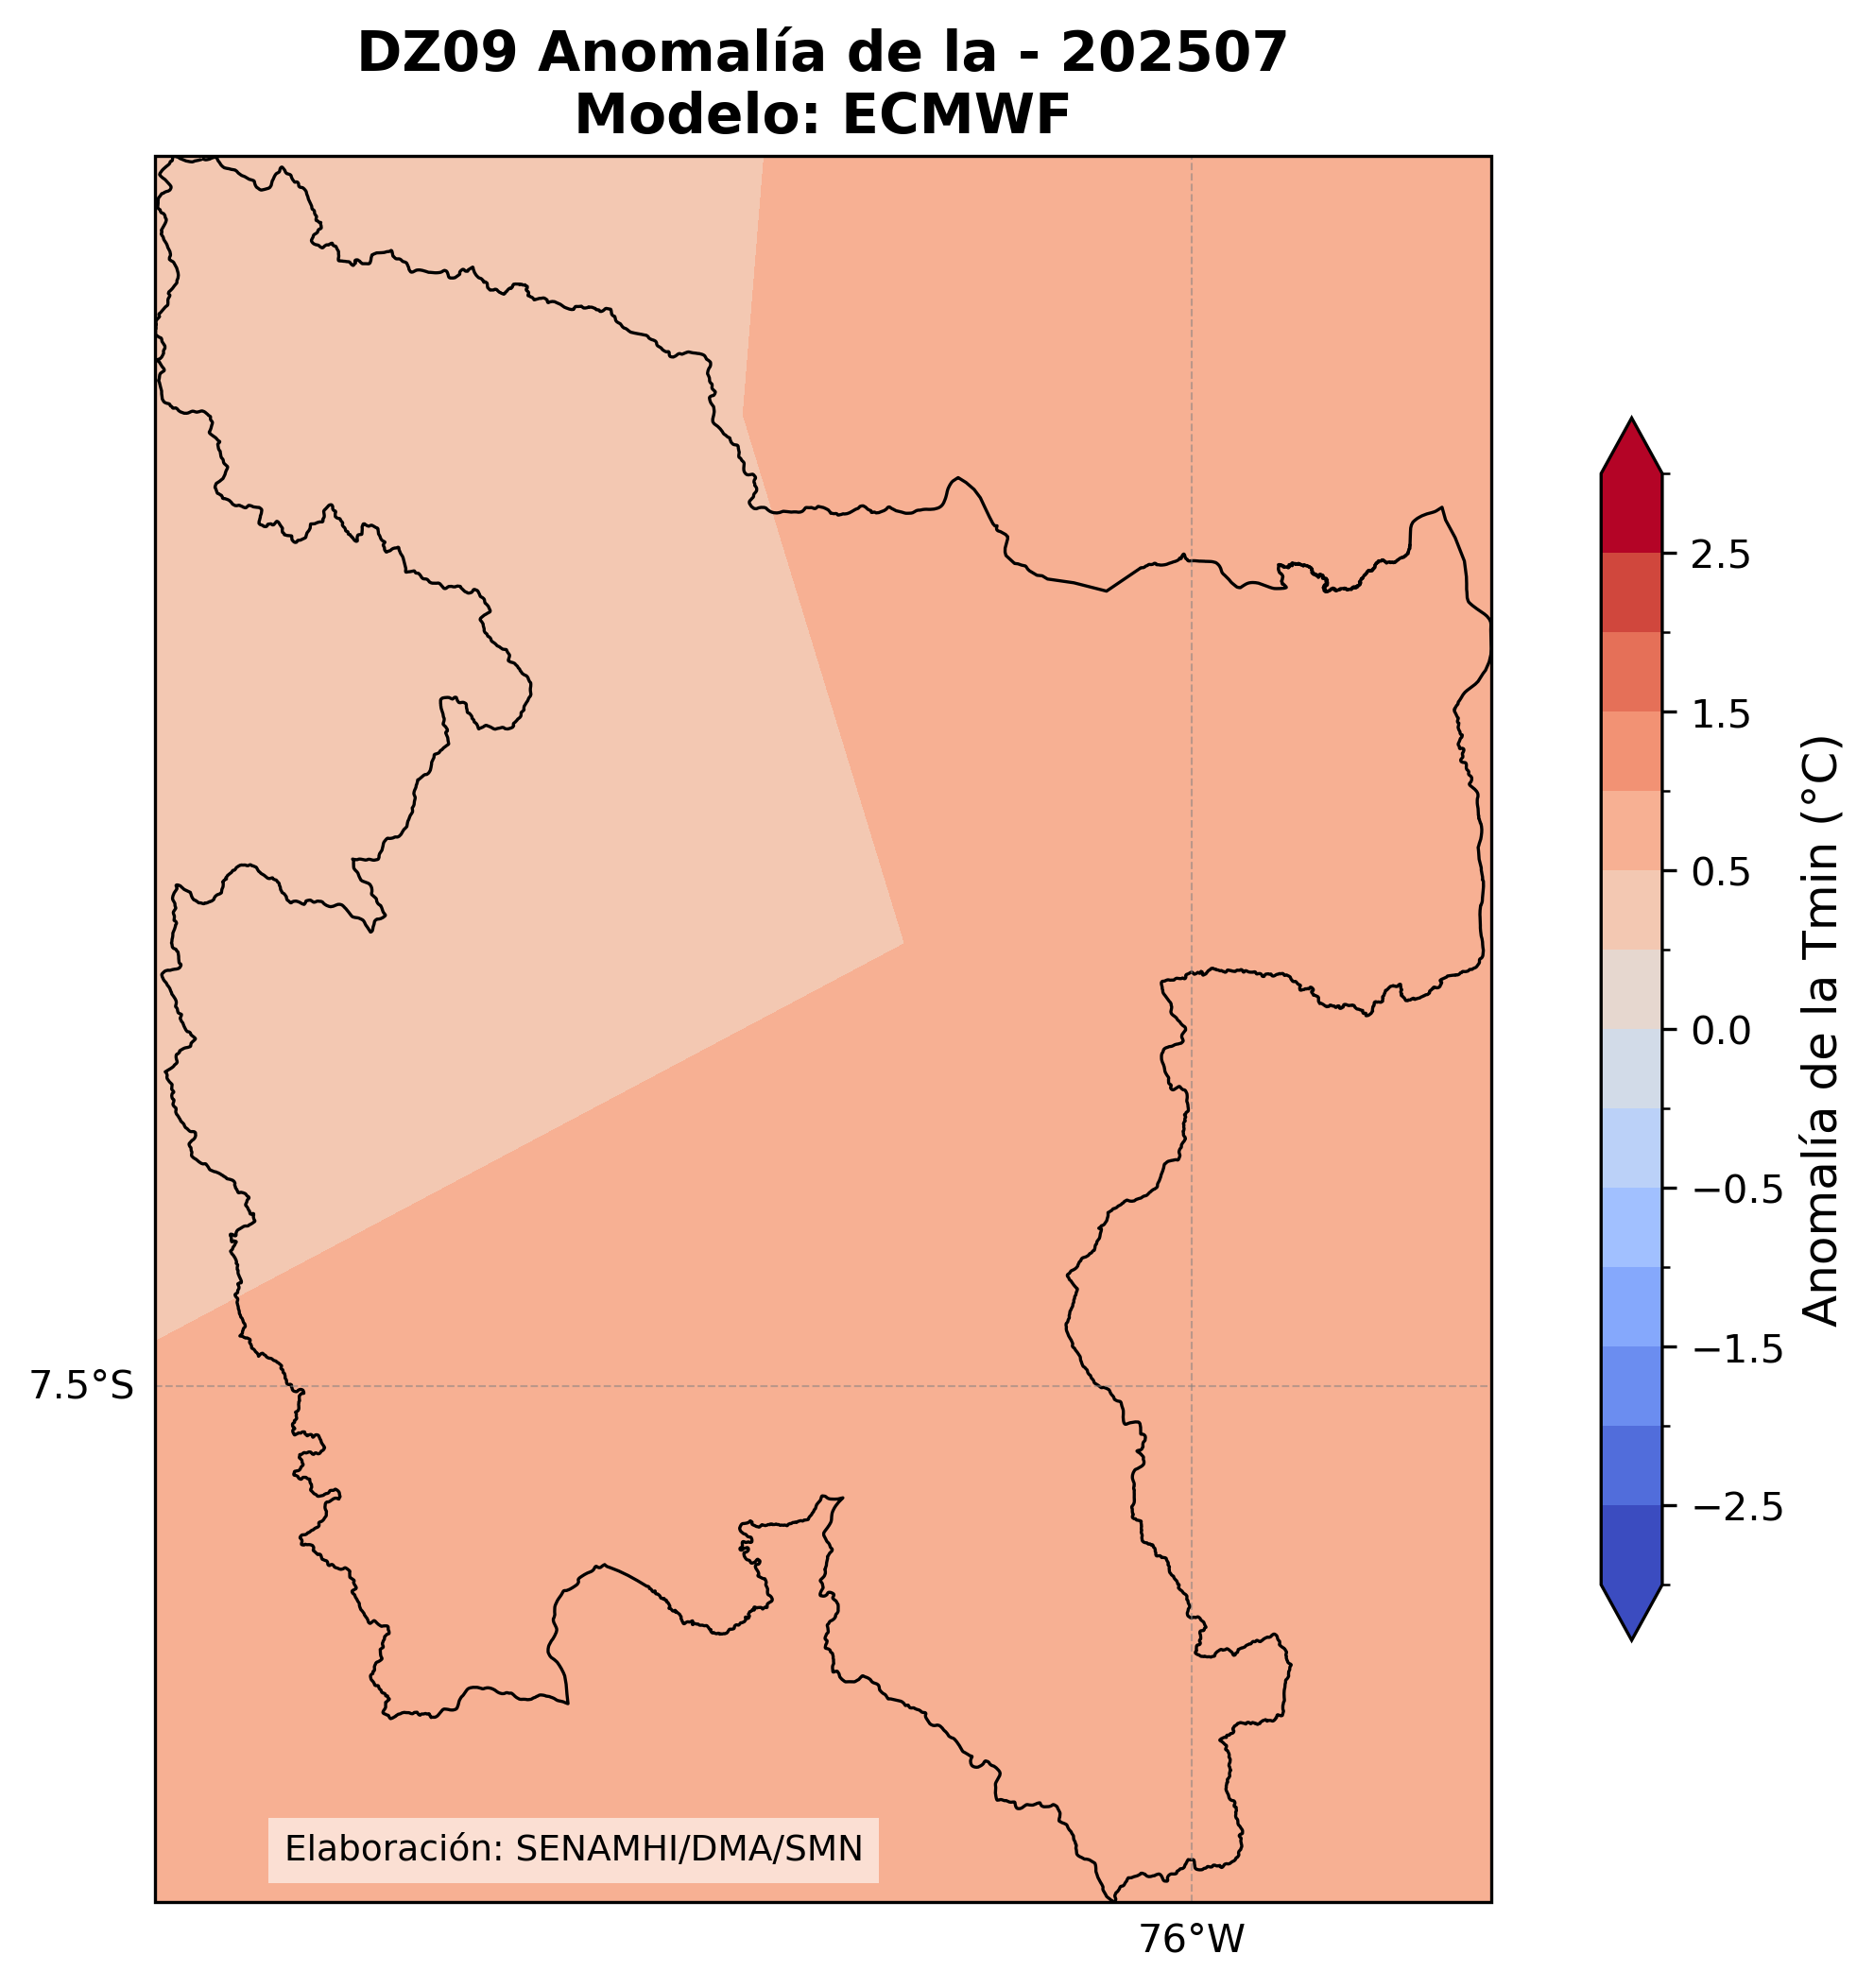 DZ09 Anomalía de la - 202507
Modelo: ECMWF
7.5°S
76°W
Elaboración: SENAMHI/DMA/SMN
2.5
1.5
0.5
0.0
−0.5
−1.5
−2.5
Anomalía de la Tmin (°C)